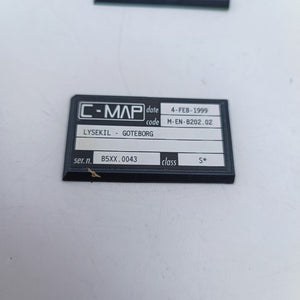 C-MAP date 4-FEB-1999
code M-EN-B202.02
LYSEKIL - GOTEBORG
ser.n. B5XX.0043 class S*